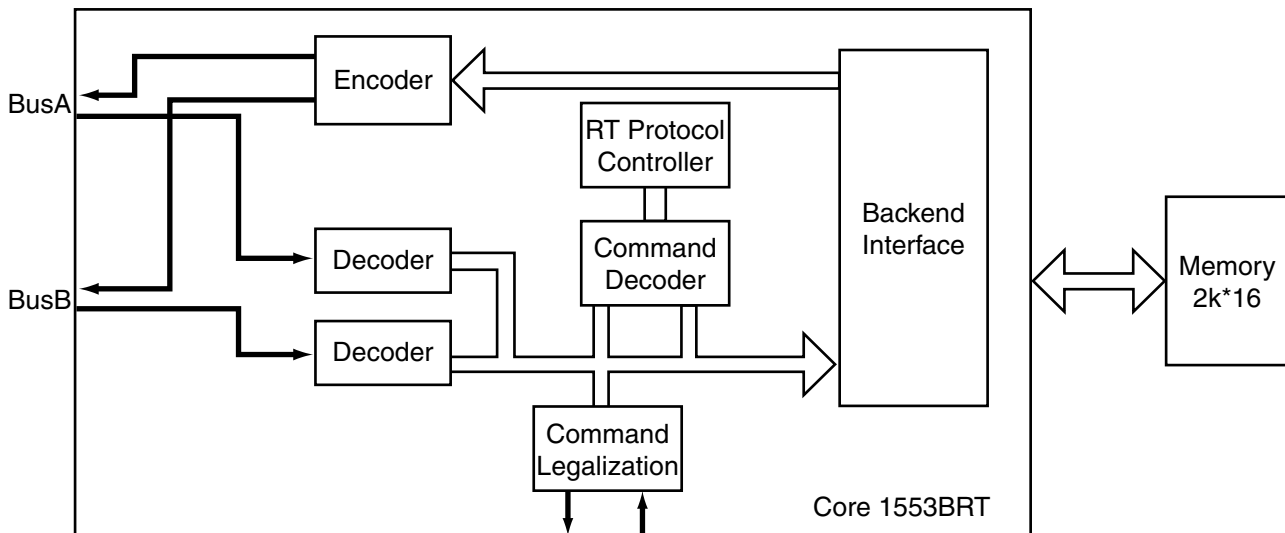 Encoder
BusA
RT Protocol
Controller
Backend
Interface
Decoder
Command
Decoder
Memory
2k*16
BusB
Decoder
Command
Legalization
Core 1553BRT